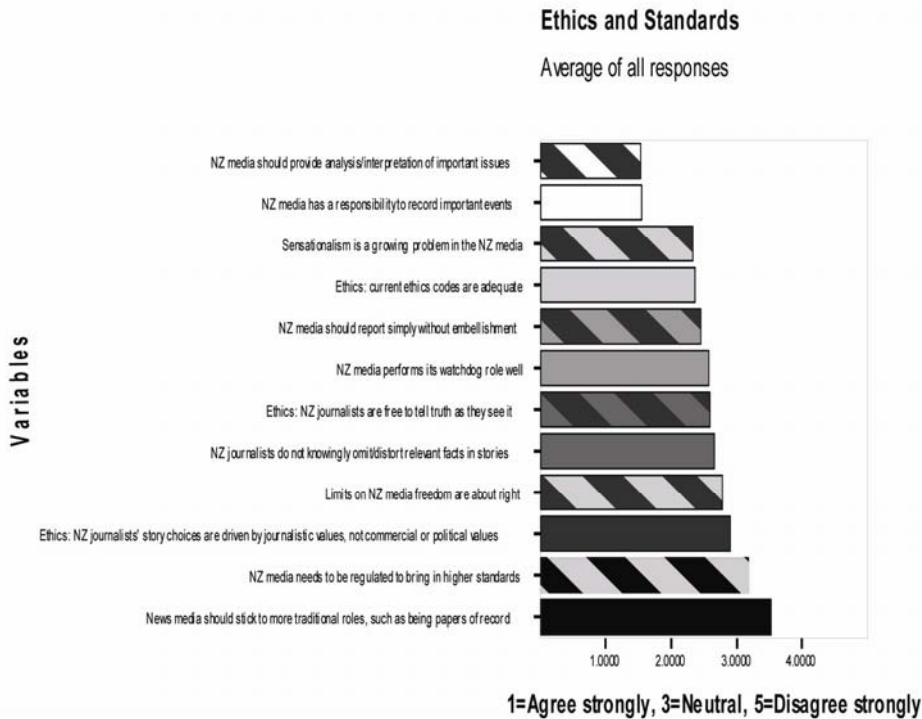 Ethics and Standards
Average of all responses
Variables
NZ media should provide analysis/interpretation of important issues
NZ media has a responsibility to record important events
Sensationalism is a growing problem in the NZ media
Ethics: current ethics codes are adequate
NZ media should report simply without embellishment
NZ media performs its watchdog role well
Ethics: NZ journalists are free to tell truth as they see it
NZ journalists do not knowingly omit/distort relevant facts in stories
Limits on NZ media freedom are about right
Ethics: NZ journalists' story choices are driven by journalistic values, not commercial or political values
NZ media needs to be regulated to bring in higher standards
News media should stick to more traditional roles, such as being papers of record
1.0000 2.0000 3.0000 4.0000
1=Agree strongly, 3=Neutral, 5=Disagree strongly